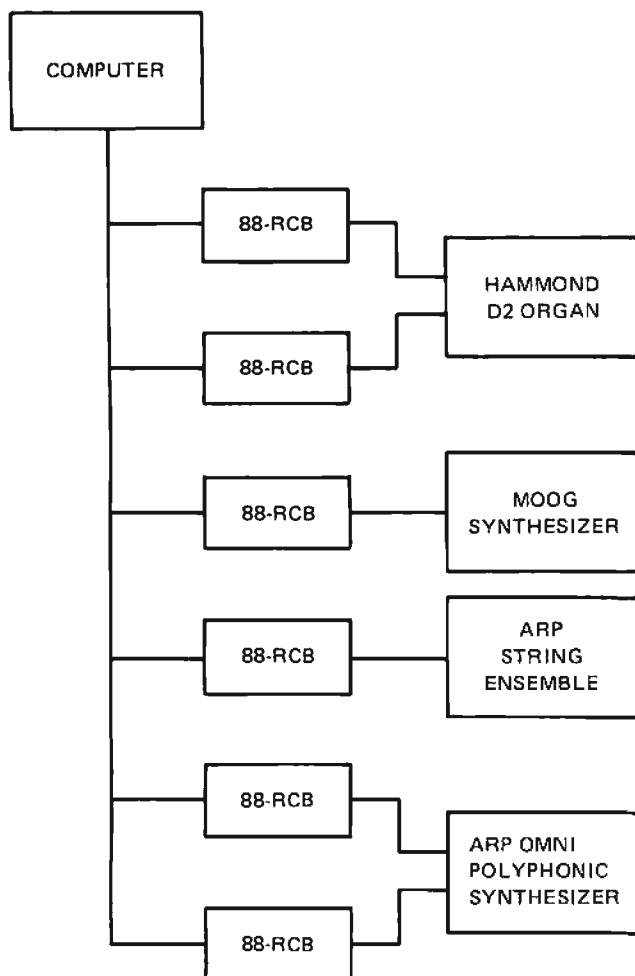 COMPUTER
88-RCB
HAMMOND
D2 ORGAN
88-RCB
88-RCB
MOOG
SYNTHESIZER
88-RCB
ARP
STRING
ENSEMBLE
88-RCB
ARP OMNI
POLYPHONIC
SYNTHESIZER
88-RCB